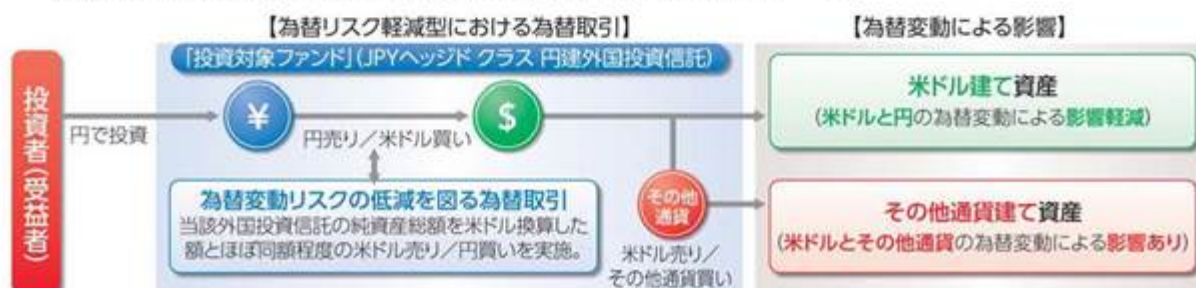 【為替リスク軽減型における為替取引】
【為替変動による影響】
「投資対象ファンド」(JPYヘッジド クラス 円建外国投資信託)
投資者(受益者)
円で投資
¥
円売り/米ドル買い
$
米ドル建て資産
(米ドルと円の為替変動による影響軽減)
為替変動リスクの低減を図る為替取引
当該外国投資信託の純資産総額を米ドル換算した
額とほぼ同額程度の米ドル売り/円買いを実施。
その他
通貨
米ドル売り/
その他通貨買い
その他通貨建て資産
(米ドルとその他通貨の為替変動による影響あり)